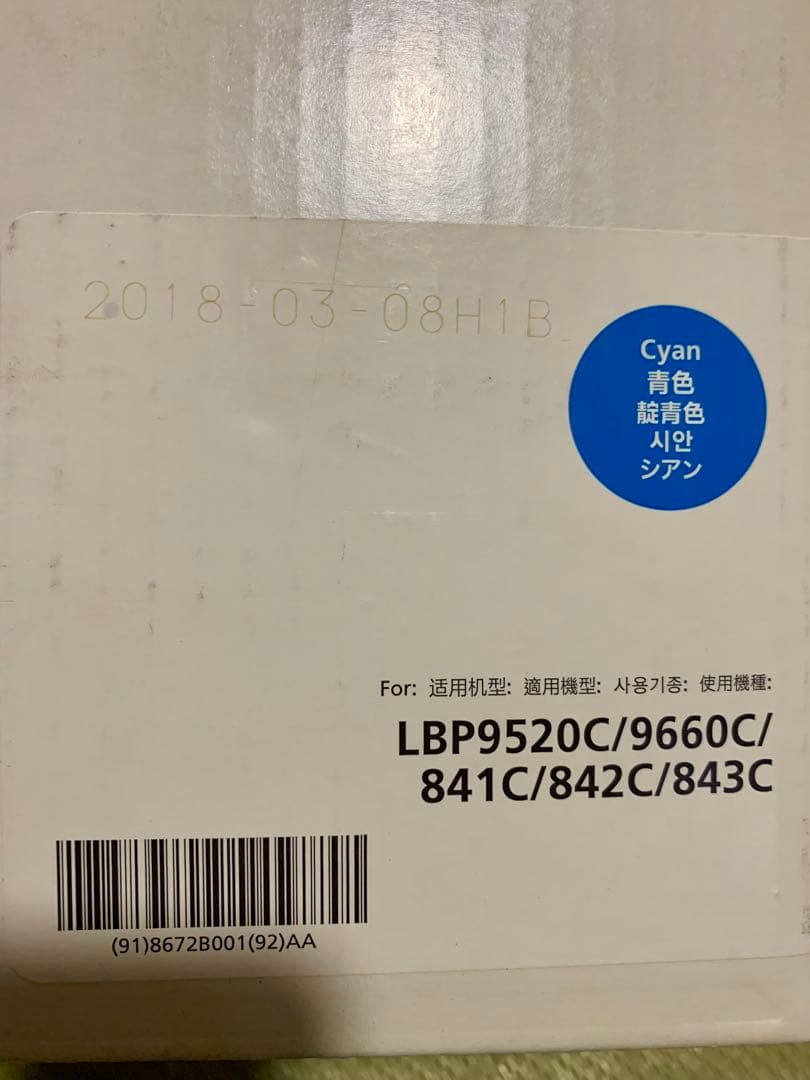 2018-03-08H1B
Cyan
青色
靛青色
시안
シアン
For: 适用机型: 適用機型: 사용기종: 使用機種:
LBP9520C/9660C/
841C/842C/843C
(91)8672B001(92)AA